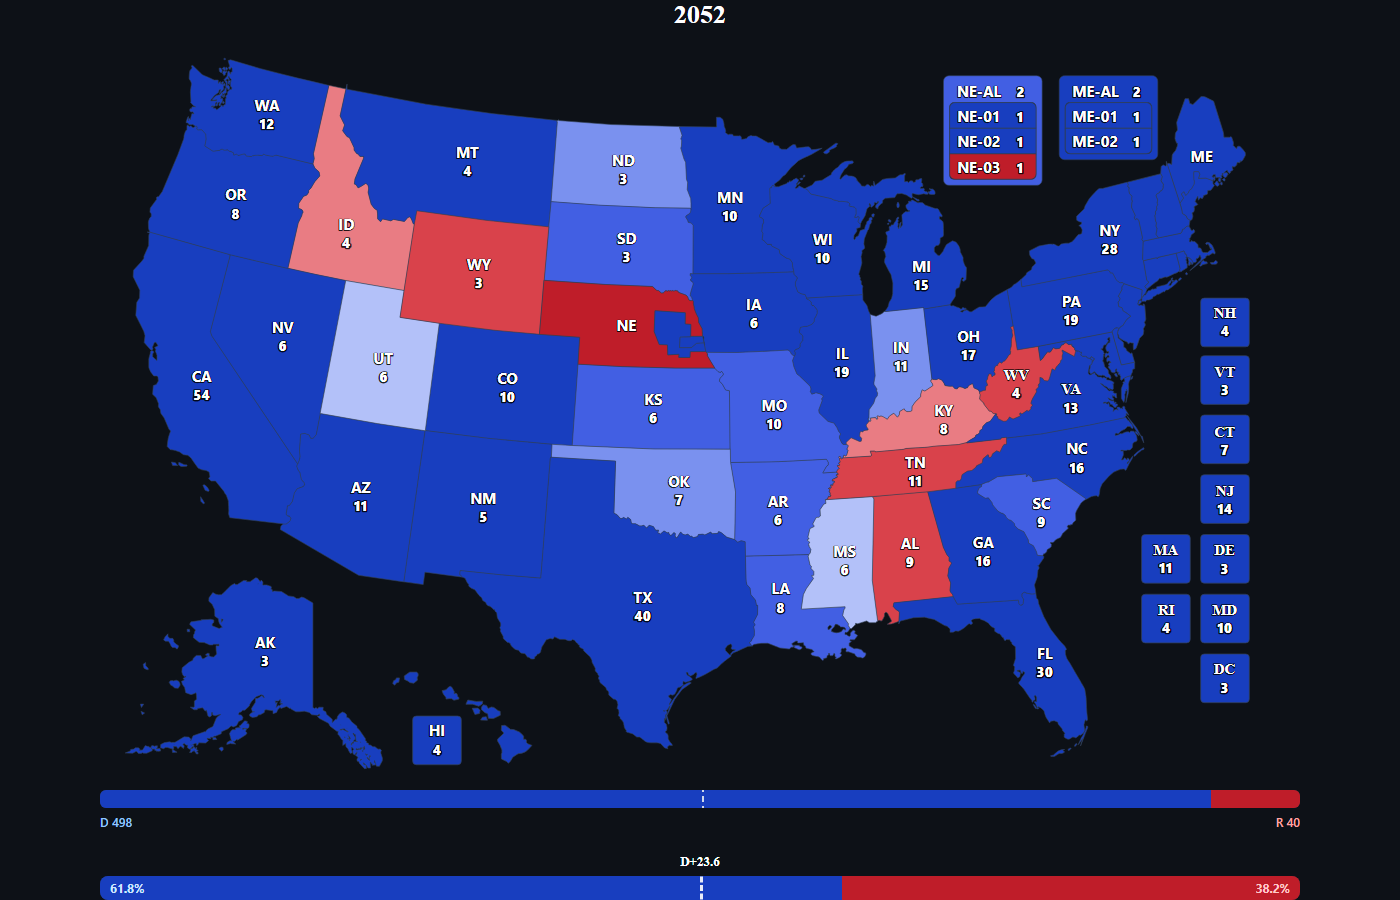 2052
WA
12
OR
8
CA
54
NV
6
ID
4
MT
4
WY
3
UT
6
CO
10
AZ
11
NM
5
ND
3
SD
3
NE
KS
6
OK
7
TX
40
MN
10
IA
6
MO
10
AR
6
LA
8
WI
10
IL
19
MI
15
IN
11
OH
17
KY
8
TN
11
MS
6
AL
9
GA
16
FL
30
SC
9
NC
16
VA
13
WV
4
PA
19
NY
28
ME
AK
3
HI
4
NE-AL 2
NE-01 1
NE-02 1
NE-03 1
ME-AL 2
ME-01 1
ME-02 1
NH
4
VT
3
CT
7
NJ
14
MA
11
DE
3
RI
4
MD
10
DC
3
D 498
R 40
D+23.6
61.8%
38.2%